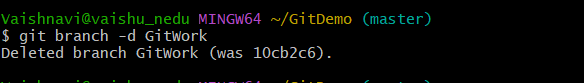 Vaishnavi@vaishu_nedu MINGW64 ~/GitDemo (master)
$ git branch -d GitWork
Deleted branch GitWork (was 10cb2c6).